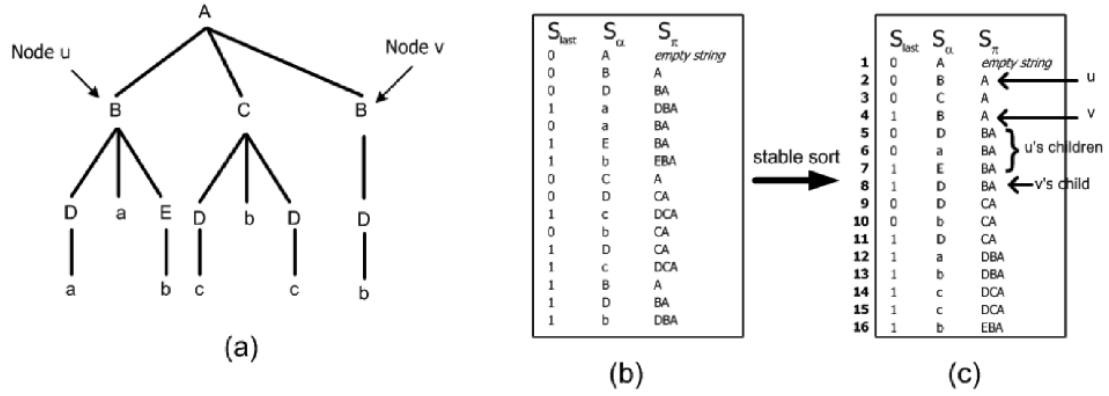 A
Node u
Node v
B C B
D a E D b D D
a b c c b
(a)
S_last S_α S_π
0 A empty string
0 B A
0 D BA
1 a DBA
0 a BA
1 E BA
1 b EBA
0 C A
0 D CA
1 c DCA
0 b CA
1 D CA
1 c DCA
1 B A
1 D BA
1 b DBA
(b)
stable sort
S_last S_α S_π
1 0 A empty string
2 0 B A u
3 0 C A
4 1 B A v
5 0 D BA
6 0 a BA u's children
7 1 E BA
8 1 D BA v's child
9 0 D CA
10 0 b CA
11 1 D CA
12 1 a DBA
13 1 b DBA
14 1 c DCA
15 1 c DCA
16 1 b EBA
(c)